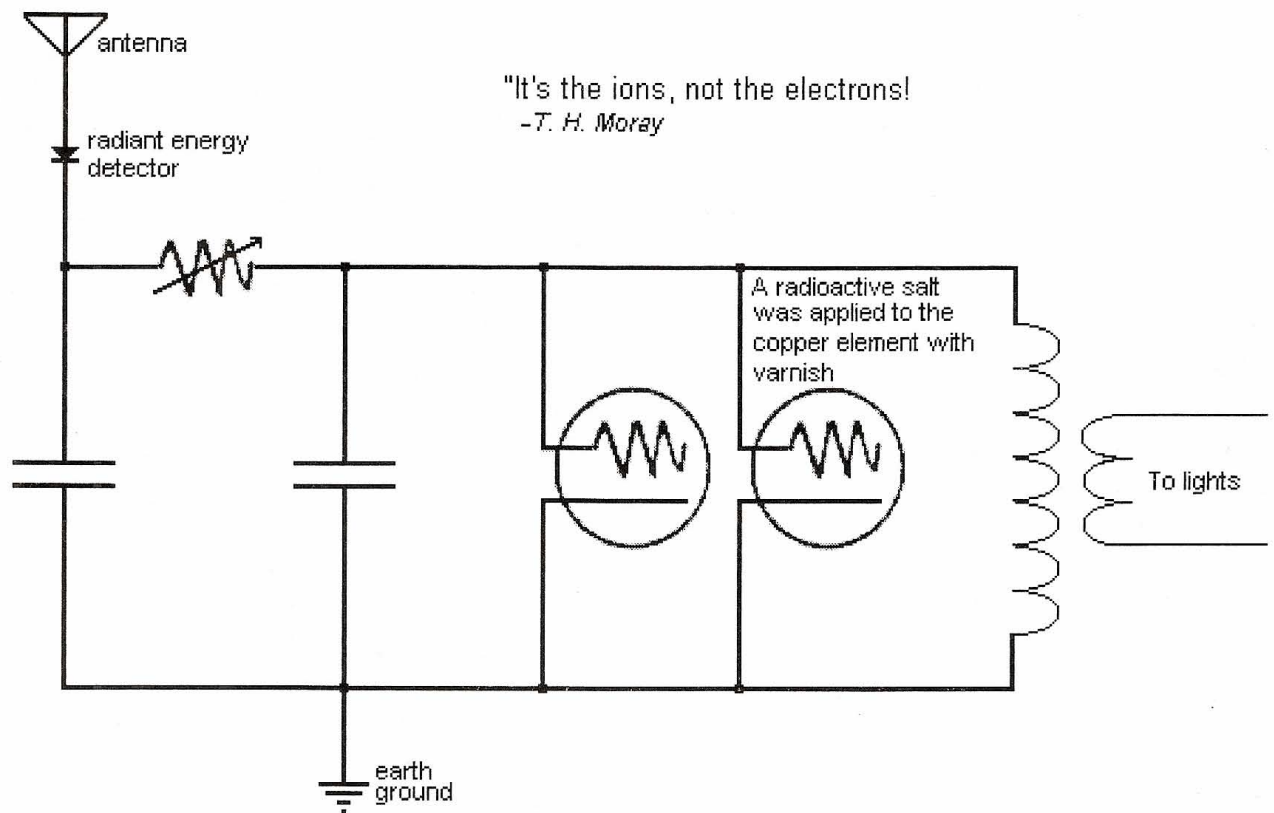 antenna
"It's the ions, not the electrons!
-T. H. Moray
radiant energy
detector
A radioactive salt
was applied to the
copper element with
varnish
To lights
earth
ground